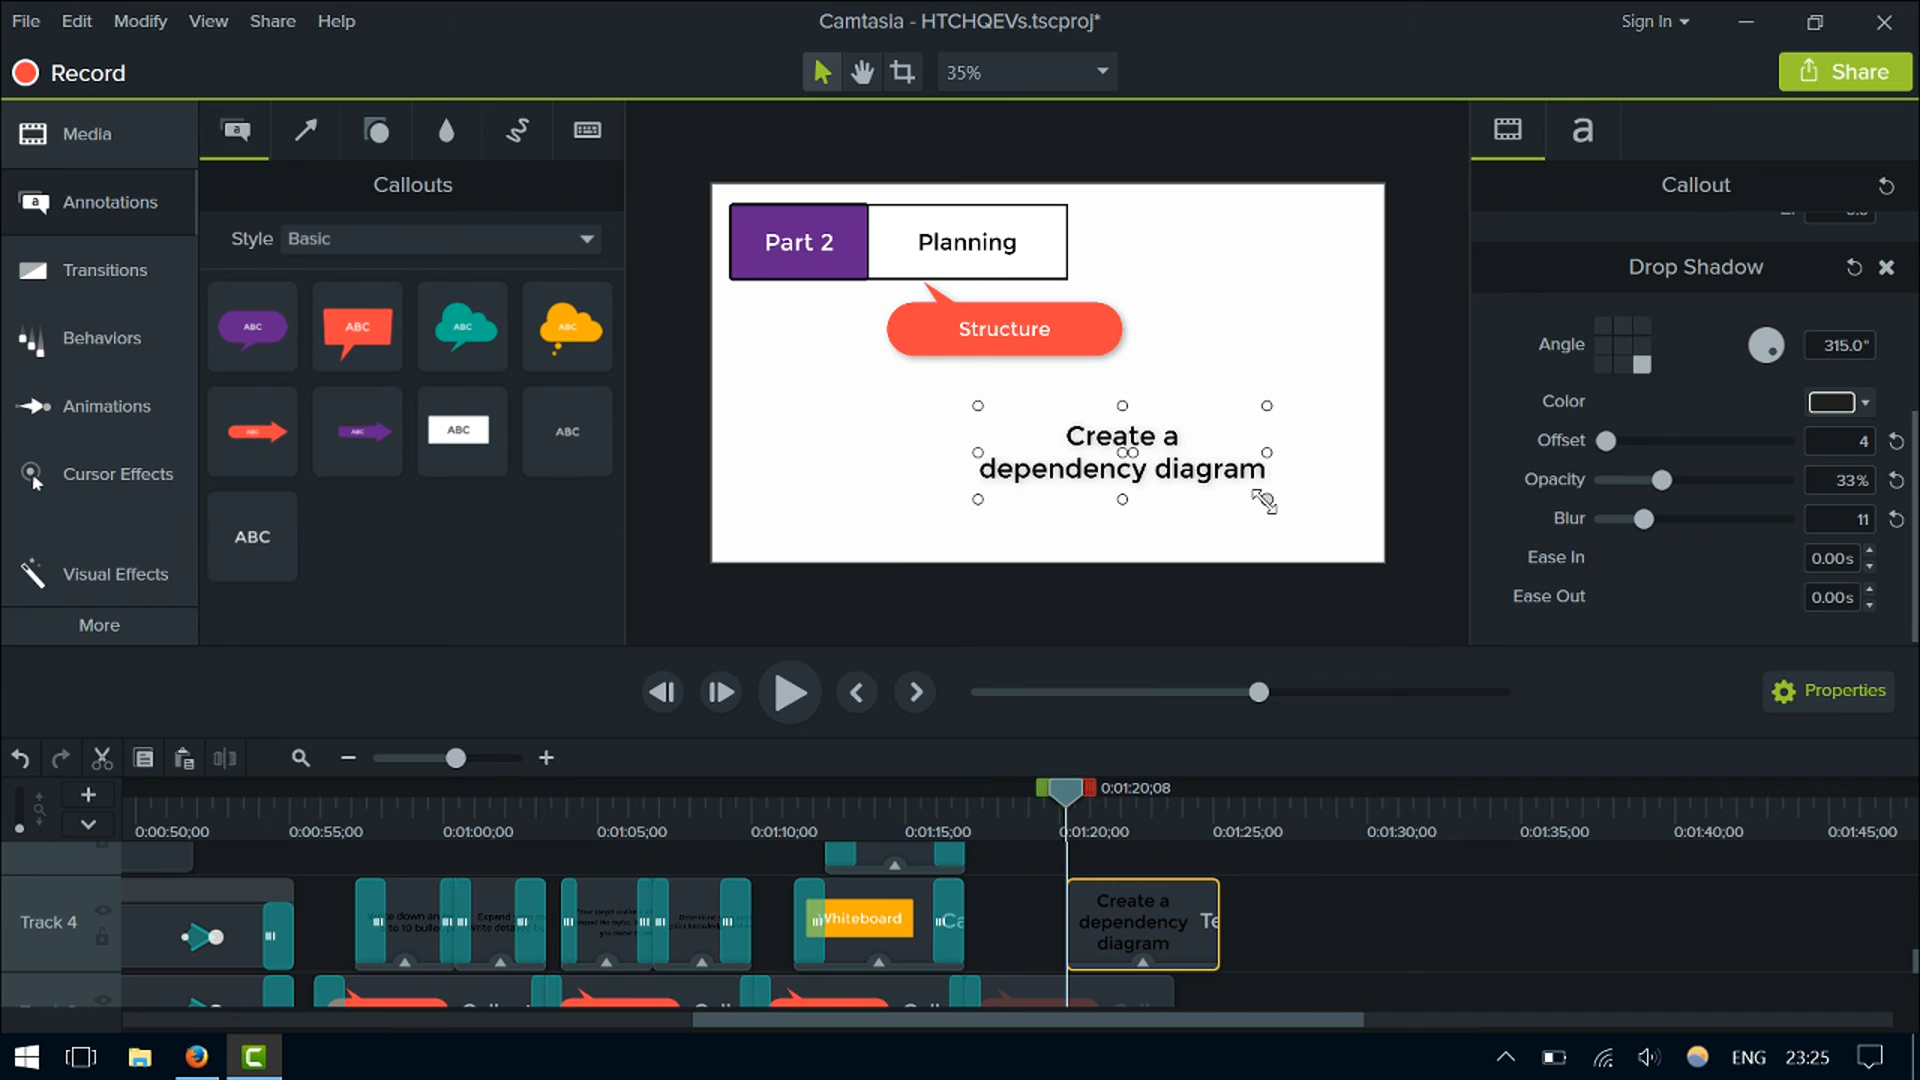 File Edit Modify View Share Help
Camtasia - HTCHQEVs.tscproj*
Sign In
Record
35%
Share
Media
Annotations
Transitions
Behaviors
Animations
Cursor Effects
Visual Effects
More
Callouts
Style Basic
ABC ABC ABC ABC
ABC ABC ABC ABC
ABC
Part 2 Planning
Structure
Create a
dependency diagram
a
Callout
Drop Shadow
Angle 315.0°
Color
Offset 4
Opacity 33%
Blur 11
Ease In 0.00s
Ease Out 0.00s
Properties
0:01:20;08
0:00:50;00 0:00:55;00 0:01:00;00 0:01:05;00 0:01:10;00 0:01:15;00 0:01:20;00 0:01:25;00 0:01:30;00 0:01:35;00 0:01:40;00 0:01:45;00
Track 4
Whiteboard
Ca
Create a
dependency
diagram
Te
ENG 23:25